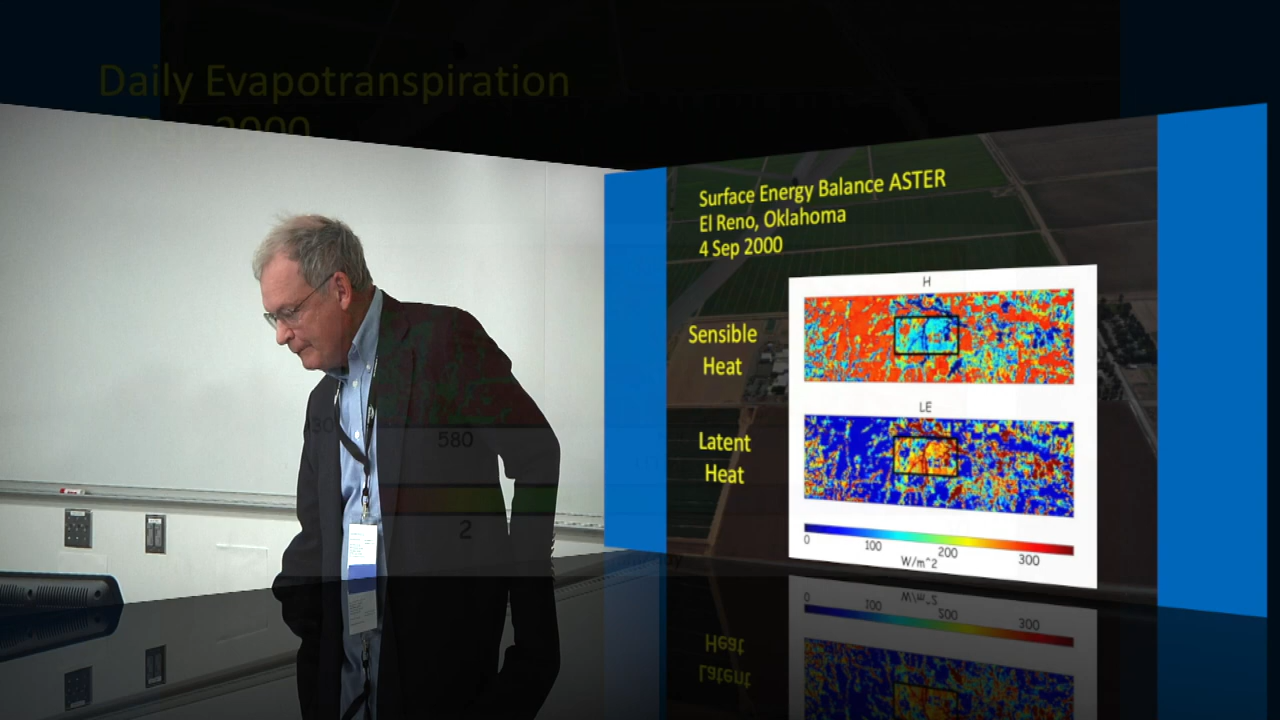 Daily Evapotranspiration
2000
Surface Energy Balance ASTER
El Reno, Oklahoma
4 Sep 2000
H
Sensible
Heat
LE
Latent
Heat
580
2
0 100 200 300
W/m^2